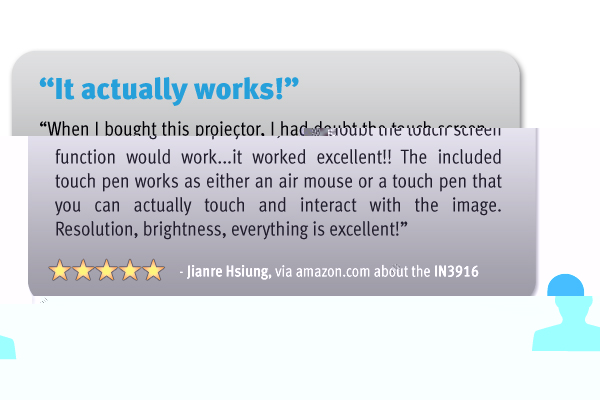 “It actually works!”
“When I bought this projector, I had doubt the touch screen
function would work...it worked excellent!! The included
touch pen works as either an air mouse or a touch pen that
you can actually touch and interact with the image.
Resolution, brightness, everything is excellent!”
- Jianre Hsiung, via amazon.com about the IN3916